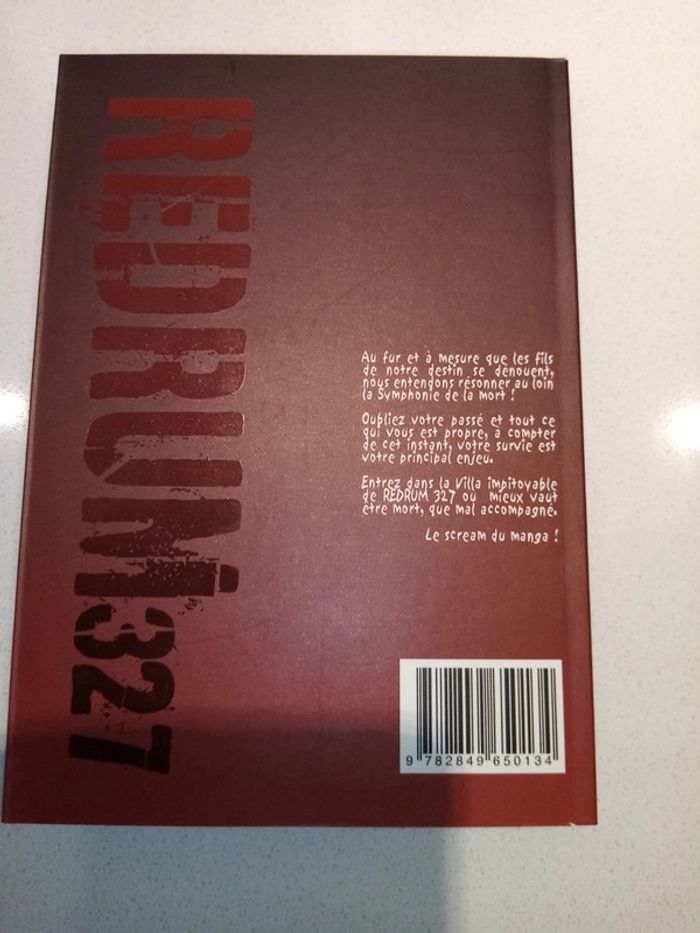 REDRUM 327
Au fur et à mesure que les fils
de notre destin se dénouent,
nous entendons résonner au loin
la Symphonie de la mort !
Oubliez votre passé et tout ce
qui vous est propre, à compter
de cet instant, votre survie est
votre principal enjeu.
Entrez dans la Villa impitoyable
de REDRUM 327 où mieux vaut
être mort, que mal accompagné.
Le scream du manga !
9 782849 650134